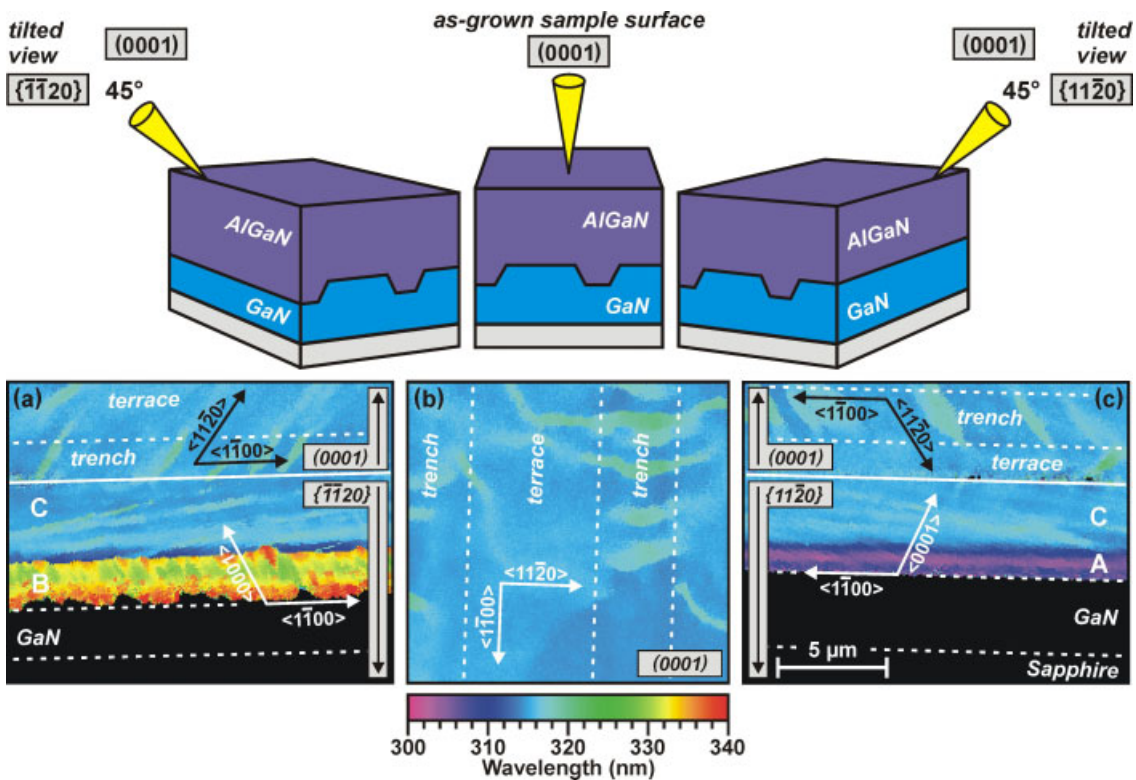 tilted
view
(0001)
{1̅1̅20}
45°
as-grown sample surface
(0001)
tilted
view
(0001)
45°
{112̅0}
AlGaN
GaN
AlGaN
GaN
AlGaN
GaN
(a)
terrace
<112̅0>
<11̅00>
trench
(0001)
{1̅1̅20}
C
B
<0001>
<11̅00>
GaN
(b)
trench
terrace
trench
<112̅0>
<11̅00>
(0001)
(c)
<11̅00>
<112̅0>
trench
(0001)
terrace
{112̅0}
C
<0001>
A
<11̅00>
GaN
5 µm
Sapphire
300 310 320 330 340
Wavelength (nm)